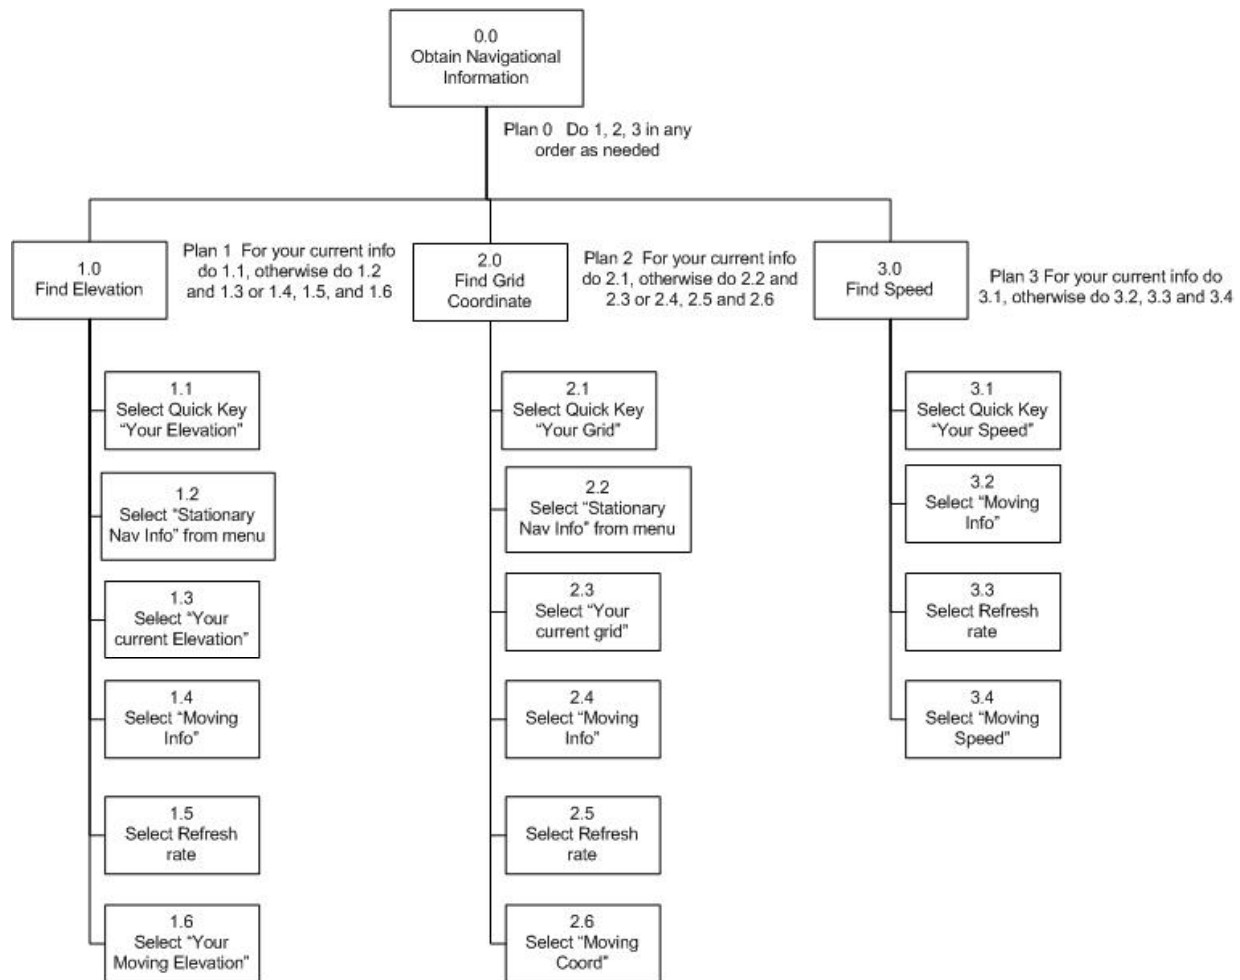 0.0
Obtain Navigational
Information
Plan 0   Do 1, 2, 3 in any
order as needed
1.0
Find Elevation
Plan 1  For your current info
do 1.1, otherwise do 1.2
and 1.3 or 1.4, 1.5, and 1.6
2.0
Find Grid
Coordinate
Plan 2  For your current info
do 2.1, otherwise do 2.2 and
2.3 or 2.4, 2.5 and 2.6
3.0
Find Speed
Plan 3 For your current info do
3.1, otherwise do 3.2, 3.3 and 3.4
1.1
Select Quick Key
“Your Elevation”
1.2
Select “Stationary
Nav Info” from menu
1.3
Select “Your
current Elevation”
1.4
Select “Moving
Info”
1.5
Select Refresh
rate
1.6
Select “Your
Moving Elevation”
2.1
Select Quick Key
“Your Grid”
2.2
Select “Stationary
Nav Info” from menu
2.3
Select “Your
current grid”
2.4
Select “Moving
Info”
2.5
Select Refresh
rate
2.6
Select “Moving
Coord”
3.1
Select Quick Key
“Your Speed”
3.2
Select “Moving
Info”
3.3
Select Refresh
rate
3.4
Select “Moving
Speed”